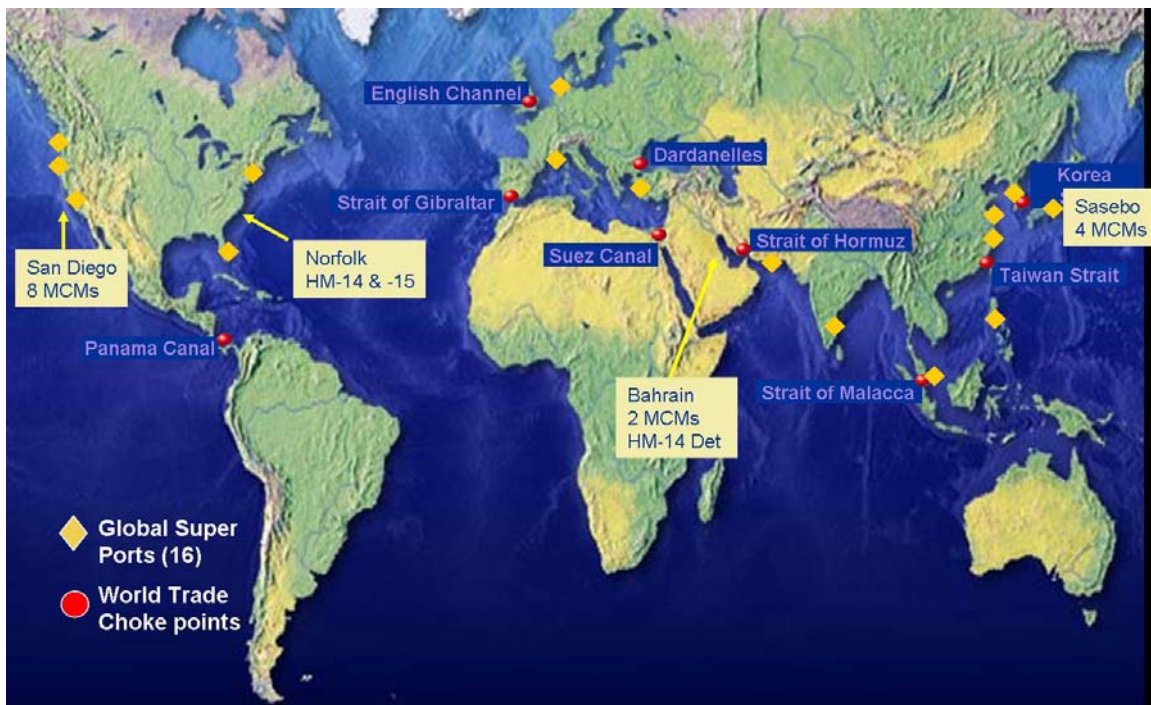 English Channel
Dardanelles
Korea
Strait of Gibraltar
Sasebo
4 MCMs
Suez Canal
Strait of Hormuz
Taiwan Strait
San Diego
8 MCMs
Norfolk
HM-14 & -15
Panama Canal
Bahrain
2 MCMs
HM-14 Det
Strait of Malacca
Global Super
Ports (16)
World Trade
Choke points